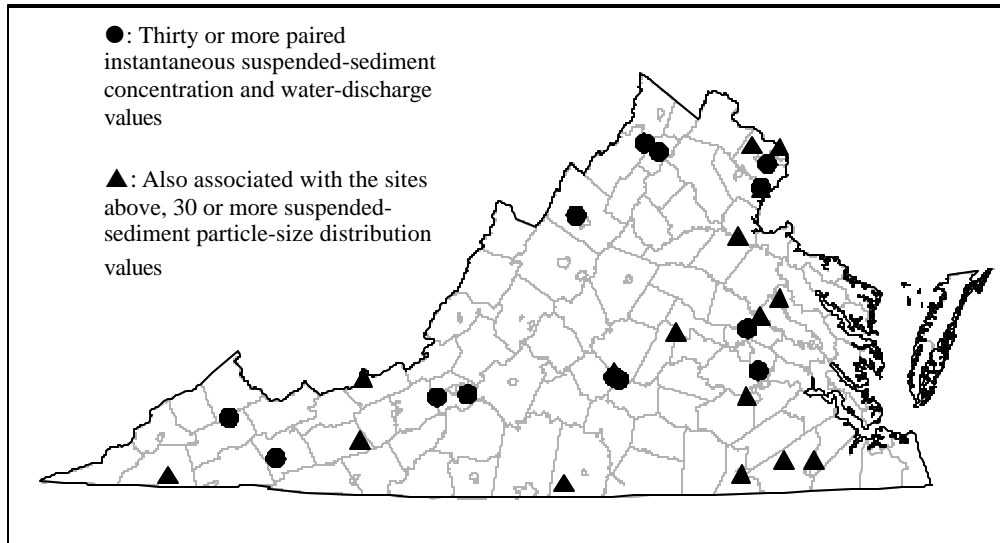 ●: Thirty or more paired
instantaneous suspended-sediment
concentration and water-discharge
values
▲: Also associated with the sites
above, 30 or more suspended-
sediment particle-size distribution
values